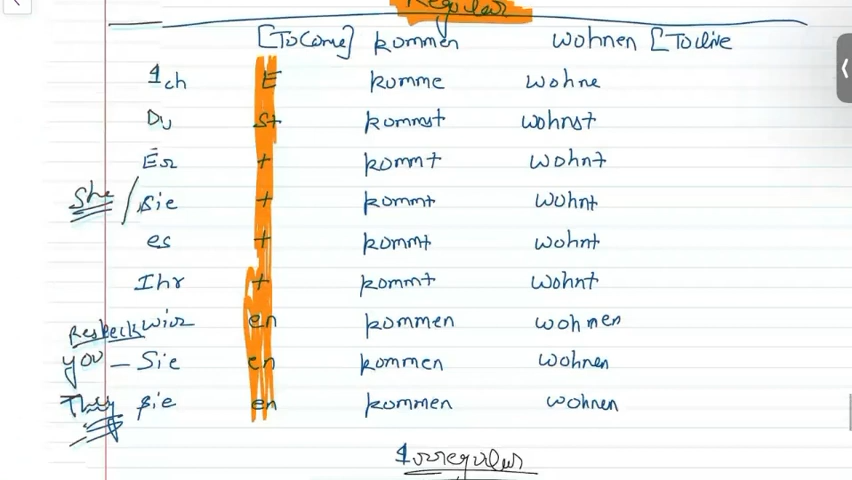 Regular
[To Come] kommen wohnen [To live
Ich E komme wohne
Du st kommst wohnst
Er t kommt wohnt
She / sie t kommt wohnt
es t kommt wohnt
Ihr t kommt wohnt
wir en kommen wohnen
you - Sie en kommen wohnen
They sie en kommen wohnen
Irregular